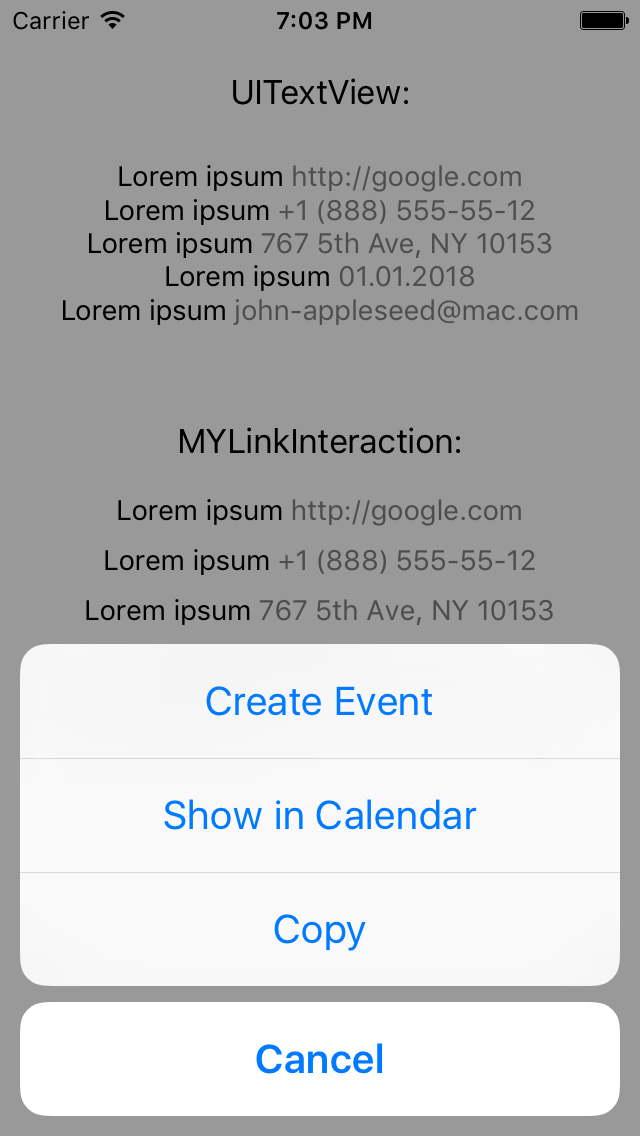 Carrier 7:03 PM
UITextView:
Lorem ipsum http://google.com
Lorem ipsum +1 (888) 555-55-12
Lorem ipsum 767 5th Ave, NY 10153
Lorem ipsum 01.01.2018
Lorem ipsum john-appleseed@mac.com
MYLinkInteraction:
Lorem ipsum http://google.com
Lorem ipsum +1 (888) 555-55-12
Lorem ipsum 767 5th Ave, NY 10153
Create Event
Show in Calendar
Copy
Cancel